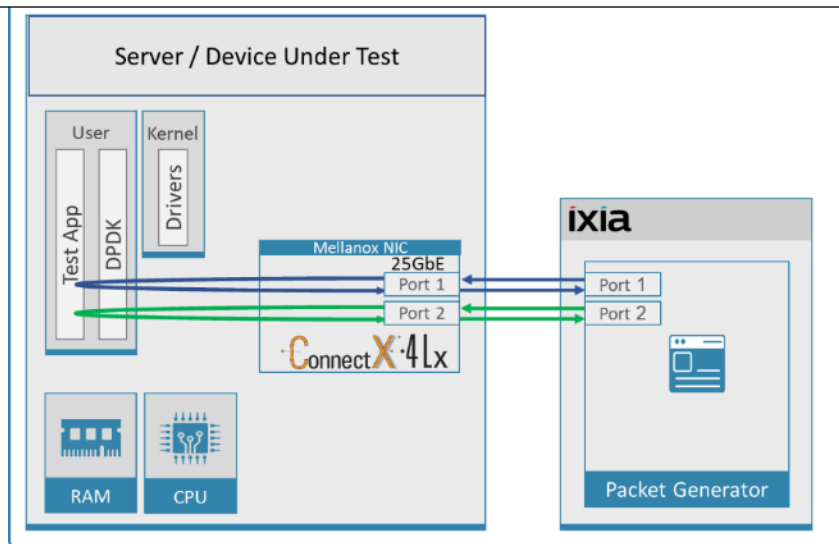 Server / Device Under Test
User
Kernel
Test App
DPDK
Drivers
Mellanox NIC
25GbE
Port 1
Port 2
ConnectX·4Lx
RAM
CPU
ixia
Port 1
Port 2
Packet Generator